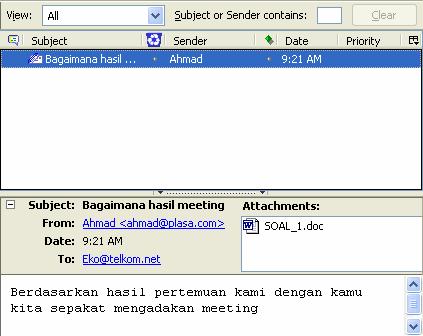 View: All Subject or Sender contains: Clear
Subject Sender Date Priority
Bagaimana hasil ... Ahmad 9:21 AM
Subject: Bagaimana hasil meeting
From: Ahmad <ahmad@plasa.com>
Date: 9:21 AM
To: Eko@telkom.net
Attachments:
SOAL_1.doc
Berdasarkan hasil pertemuan kami dengan kamu
kita sepakat mengadakan meeting